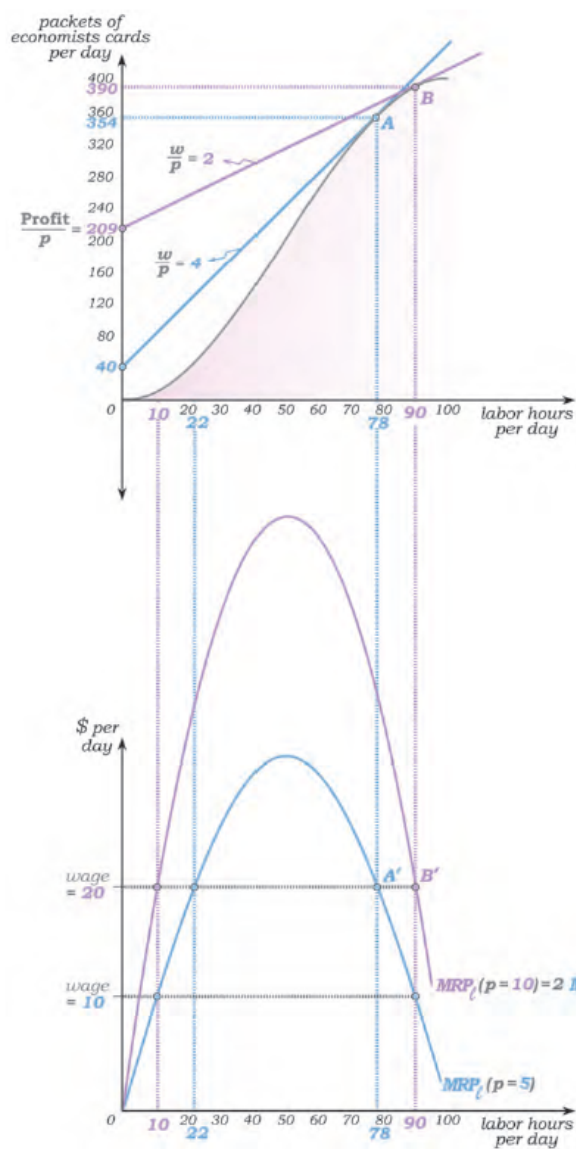 packets of
economists cards
per day
400
390
360
354
320
280
240
Profit/p = 209
200
160
120
80
40
w/p = 2
w/p = 4
A
B
0 10 20 22 30 40 50 60 70 78 80 90 100
labor hours
per day
$ per
day
wage
= 20
wage
= 10
A'
B'
MRPℓ(p=10)=2 M
MRPℓ(p=5)
0 10 20 22 30 40 50 60 70 78 80 90 100
labor hours
per day